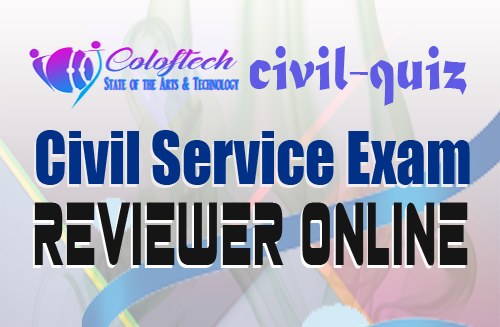 Coloftech civil-quiz
State of the Arts & Technology
Civil Service Exam
REVIEWER ONLINE